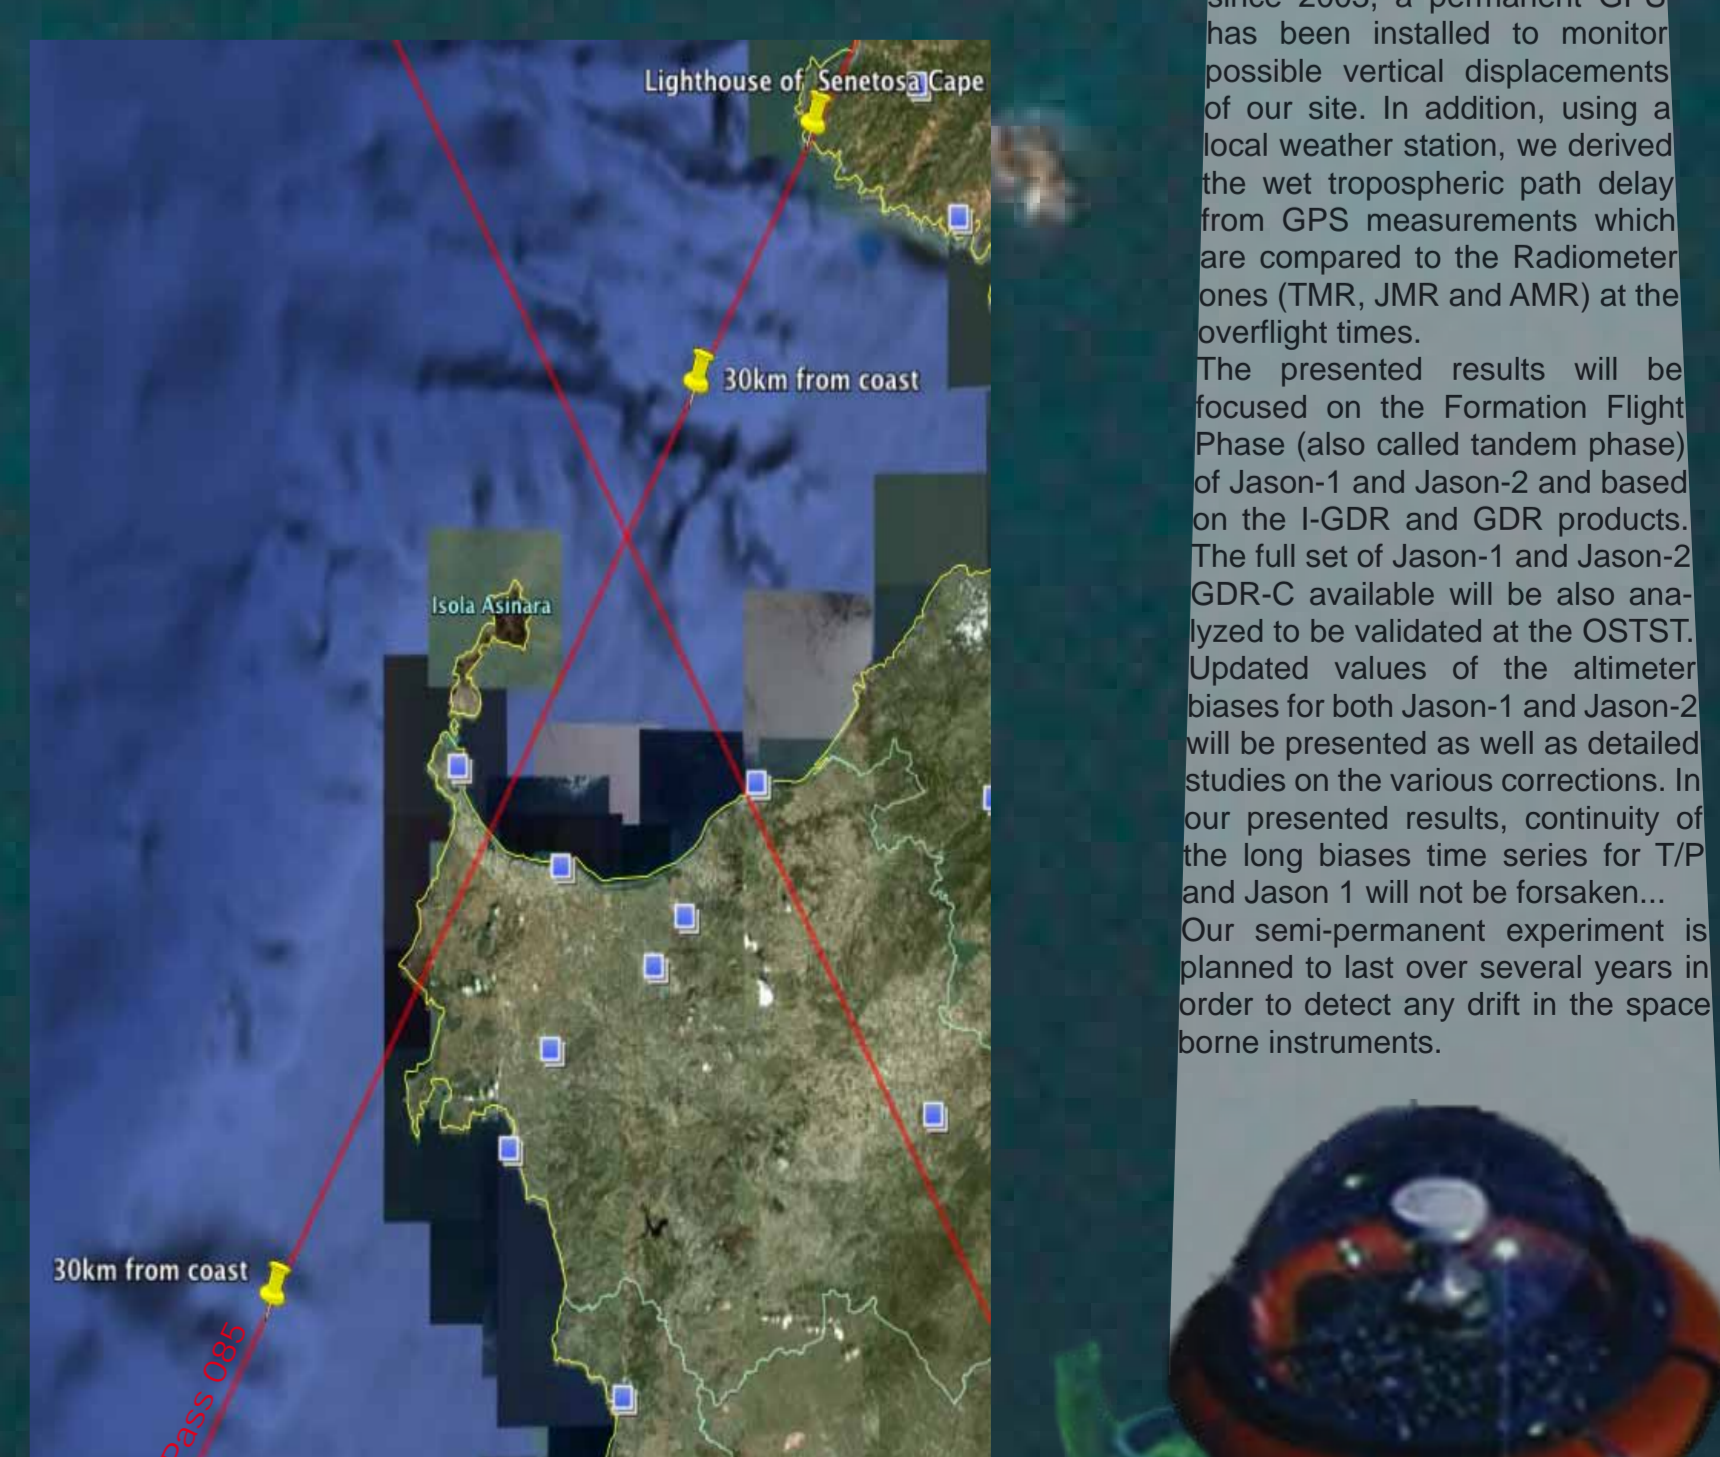 Lighthouse of Senetosa Cape
30km from coast
Isola Asinara
30km from coast
Pass 085
since 2003, a permanent GPS
has been installed to monitor
possible vertical displacements
of our site. In addition, using a
local weather station, we derived
the wet tropospheric path delay
from GPS measurements which
are compared to the Radiometer
ones (TMR, JMR and AMR) at the
overflight times.
The presented results will be
focused on the Formation Flight
Phase (also called tandem phase)
of Jason-1 and Jason-2 and based
on the I-GDR and GDR products.
The full set of Jason-1 and Jason-2
GDR-C available will be also ana-
lyzed to be validated at the OSTST.
Updated values of the altimeter
biases for both Jason-1 and Jason-2
will be presented as well as detailed
studies on the various corrections. In
our presented results, continuity of
the long biases time series for T/P
and Jason 1 will not be forsaken...
Our semi-permanent experiment is
planned to last over several years in
order to detect any drift in the space
borne instruments.